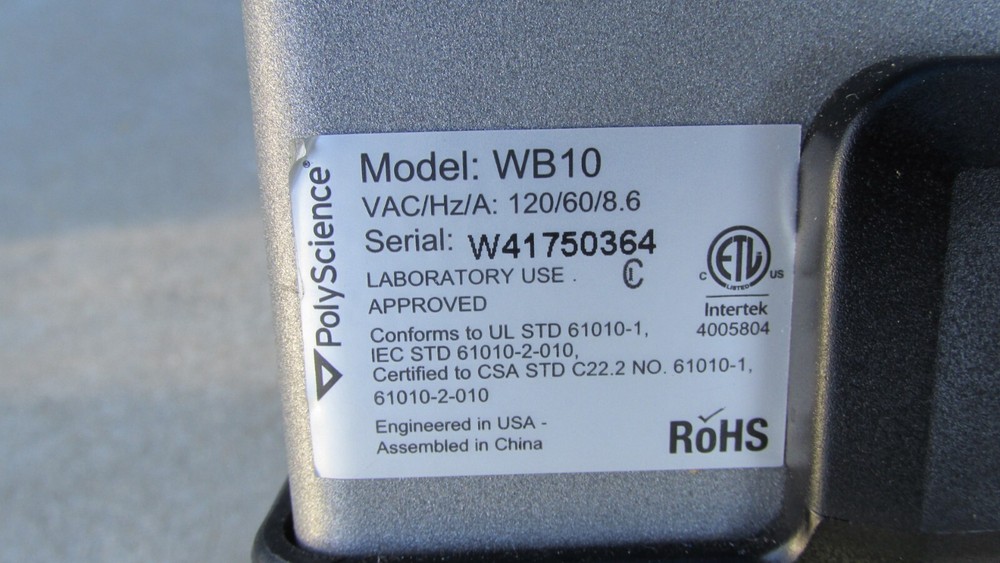 PolyScience®
Model: WB10
VAC/Hz/A: 120/60/8.6
Serial: W41750364
LABORATORY USE .
APPROVED
Conforms to UL STD 61010-1,
IEC STD 61010-2-010,
Certified to CSA STD C22.2 NO. 61010-1,
61010-2-010
Engineered in USA -
Assembled in China
C ETL US
LISTED
Intertek
4005804
RoHS